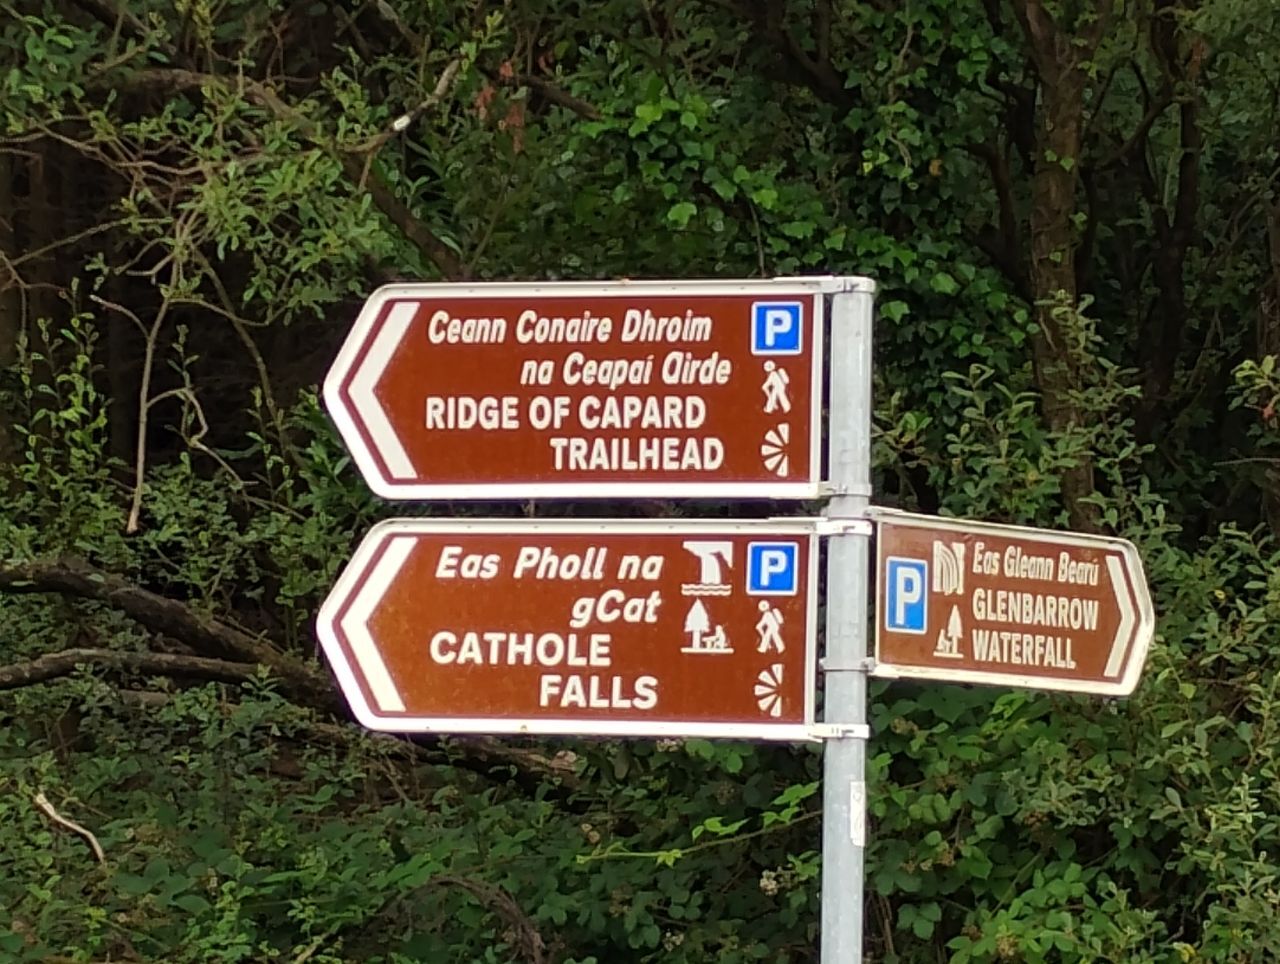 Ceann Conaire Dhroim
na Ceapaí Airde
RIDGE OF CAPARD
TRAILHEAD
P
Eas Pholl na
gCat
CATHOLE
FALLS
P
P
Eas Gleann Bearú
GLENBARROW
WATERFALL